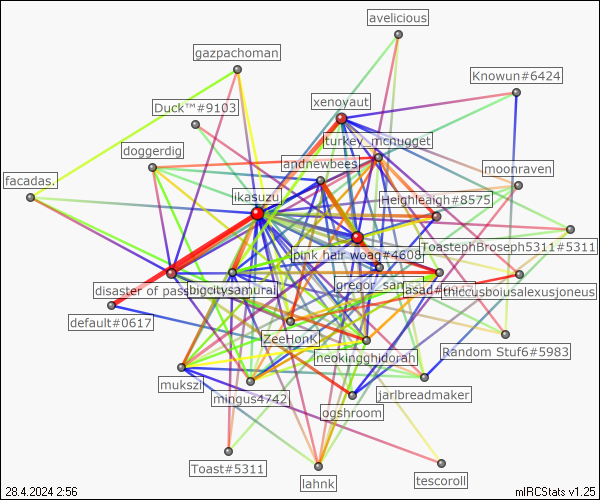 avelicious
gazpachoman
Knowun#6424
xenoyaut
Duck™#9103
turkey_mcnugget
doggerdig
andnewbees
moonraven
facadas.
ikasuzu
Heighleaigh#8575
ToastephBroseph5311#5311
pink hair woag#4608
gregor_san
asad#
thiccusboiusalexusjoneus
disaster of pass
bigcitysamurai
default#0617
ZeeHonK
neokingghidorah
Random Stuf6#5983
mukszi
mingus4742
jarlbreadmaker
ogshroom
Toast#5311
lahnk
tescoroll
28.4.2024 2:56
mIRCStats v1.25